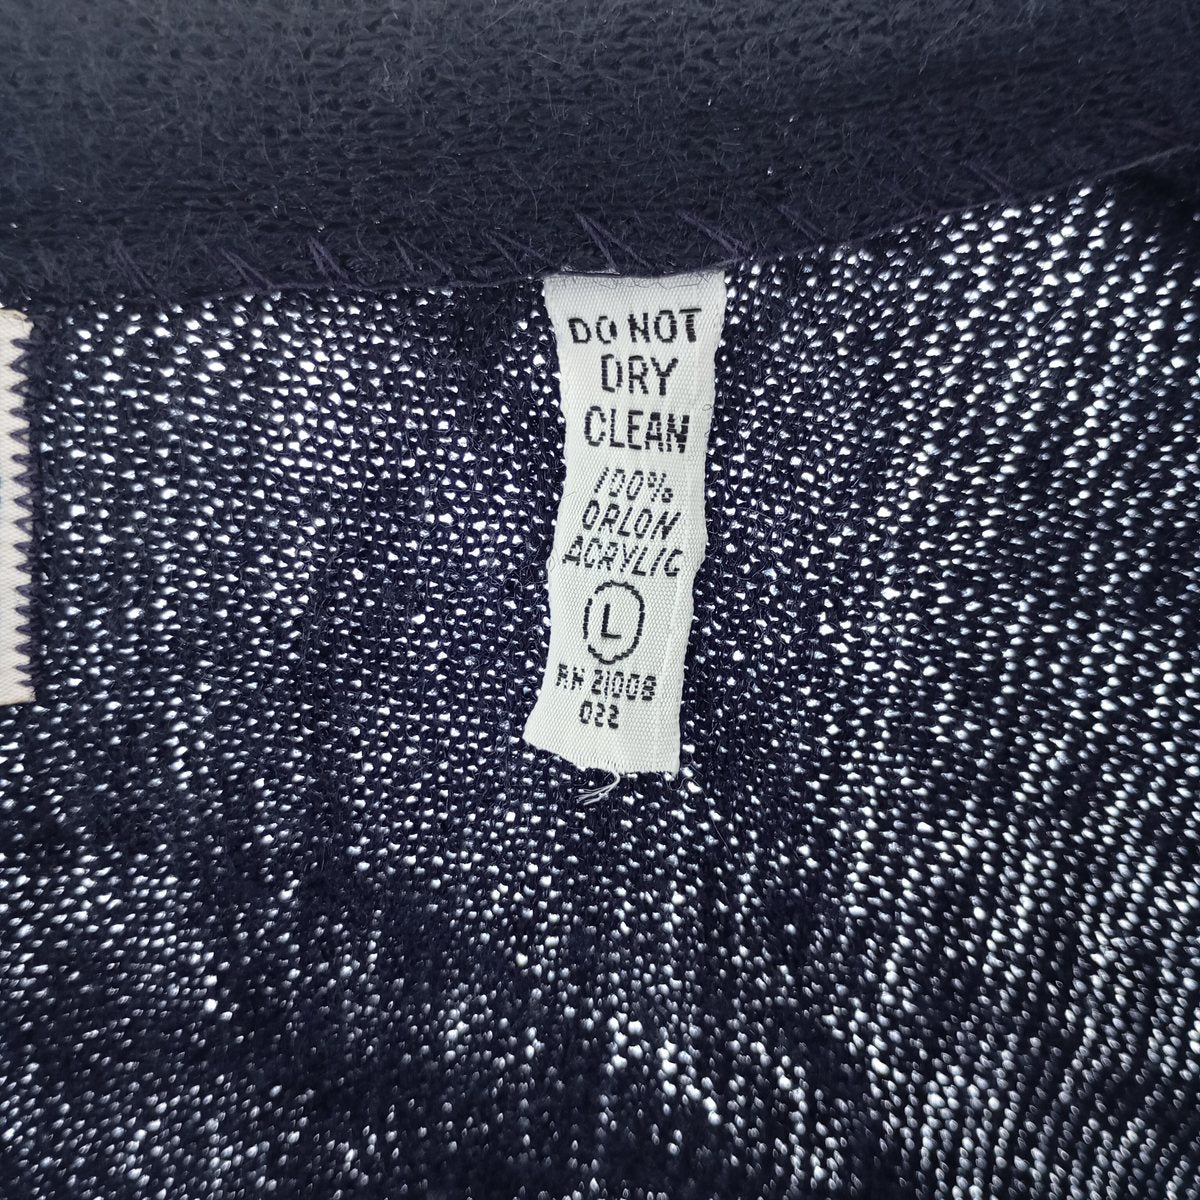 DO NOT
DRY
CLEAN
100%
ORLON
ACRYLIC
L
RN 21008
022